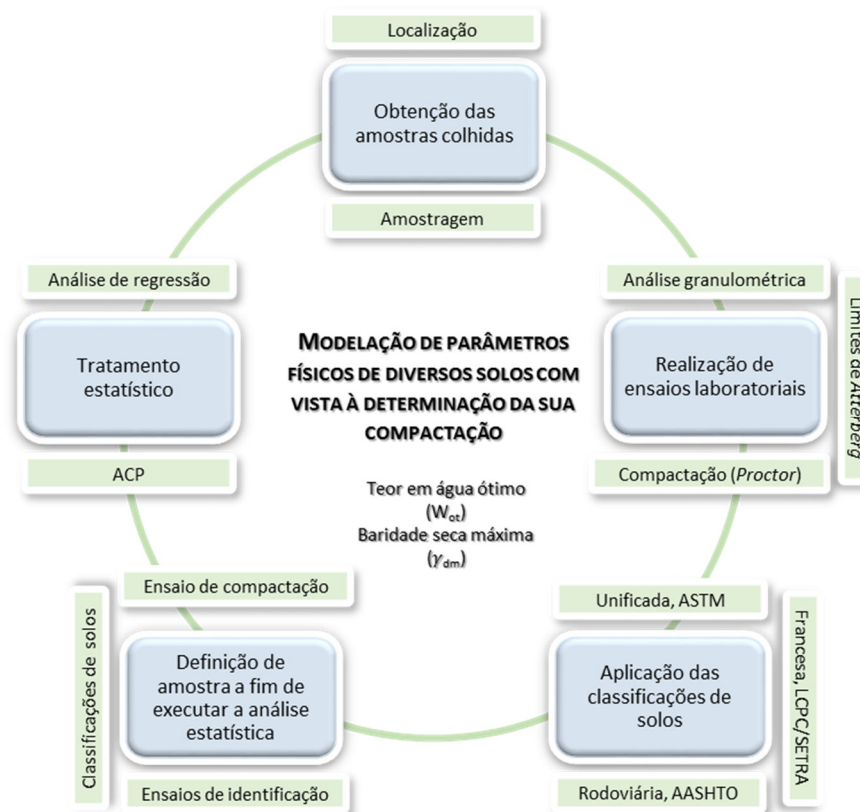 Localização
Obtenção das
amostras colhidas
Amostragem
Análise granulométrica
Realização de
ensaios laboratoriais
Limites de Atterberg
Compactação (Proctor)
Unificada, ASTM
Aplicação das
classificações de
solos
Francesa, LCPC/SETRA
Rodoviária, AASHTO
Ensaio de compactação
Classificações de solos
Definição de
amostra a fim de
executar a análise
estatística
Ensaios de identificação
Análise de regressão
Tratamento
estatístico
ACP
MODELAÇÃO DE PARÂMETROS
FÍSICOS DE DIVERSOS SOLOS COM
VISTA À DETERMINAÇÃO DA SUA
COMPACTAÇÃO
Teor em água ótimo
(Wot)
Baridade seca máxima
(γdm)